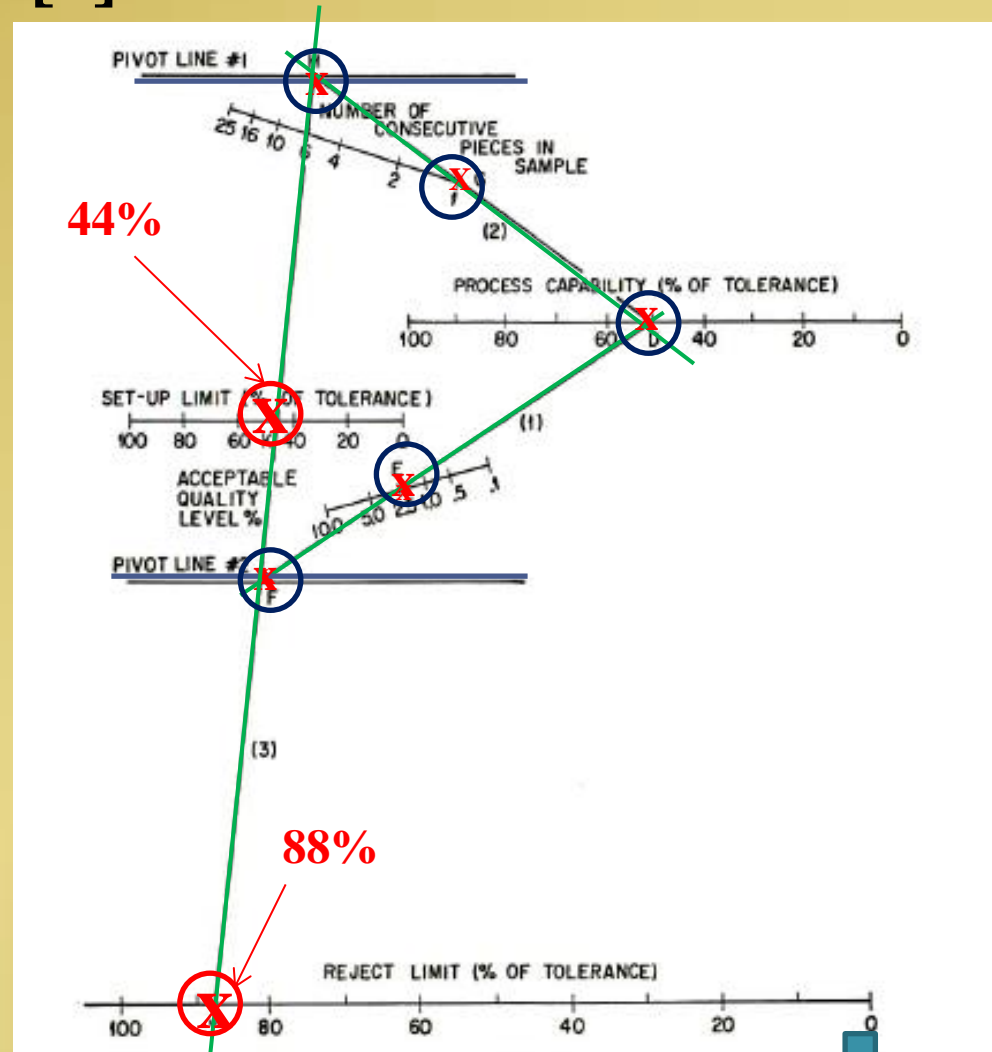 PIVOT LINE #1
NUMBER OF
CONSECUTIVE
PIECES IN
SAMPLE
25 16 10 6 4 2 1
x
x G
44%
(2)
PROCESS CAPABILITY (% OF TOLERANCE)
x
100 80 60 D 40 20 0
SET-UP LIMIT (% OF TOLERANCE)
X
100 80 60 40 20 0
(1)
ACCEPTABLE
QUALITY
LEVEL %
E
x
10.0 5.0 2.5 1.0 .5 .1
PIVOT LINE #2
x
F
(3)
88%
REJECT LIMIT (% OF TOLERANCE)
X
100 80 60 40 20 0